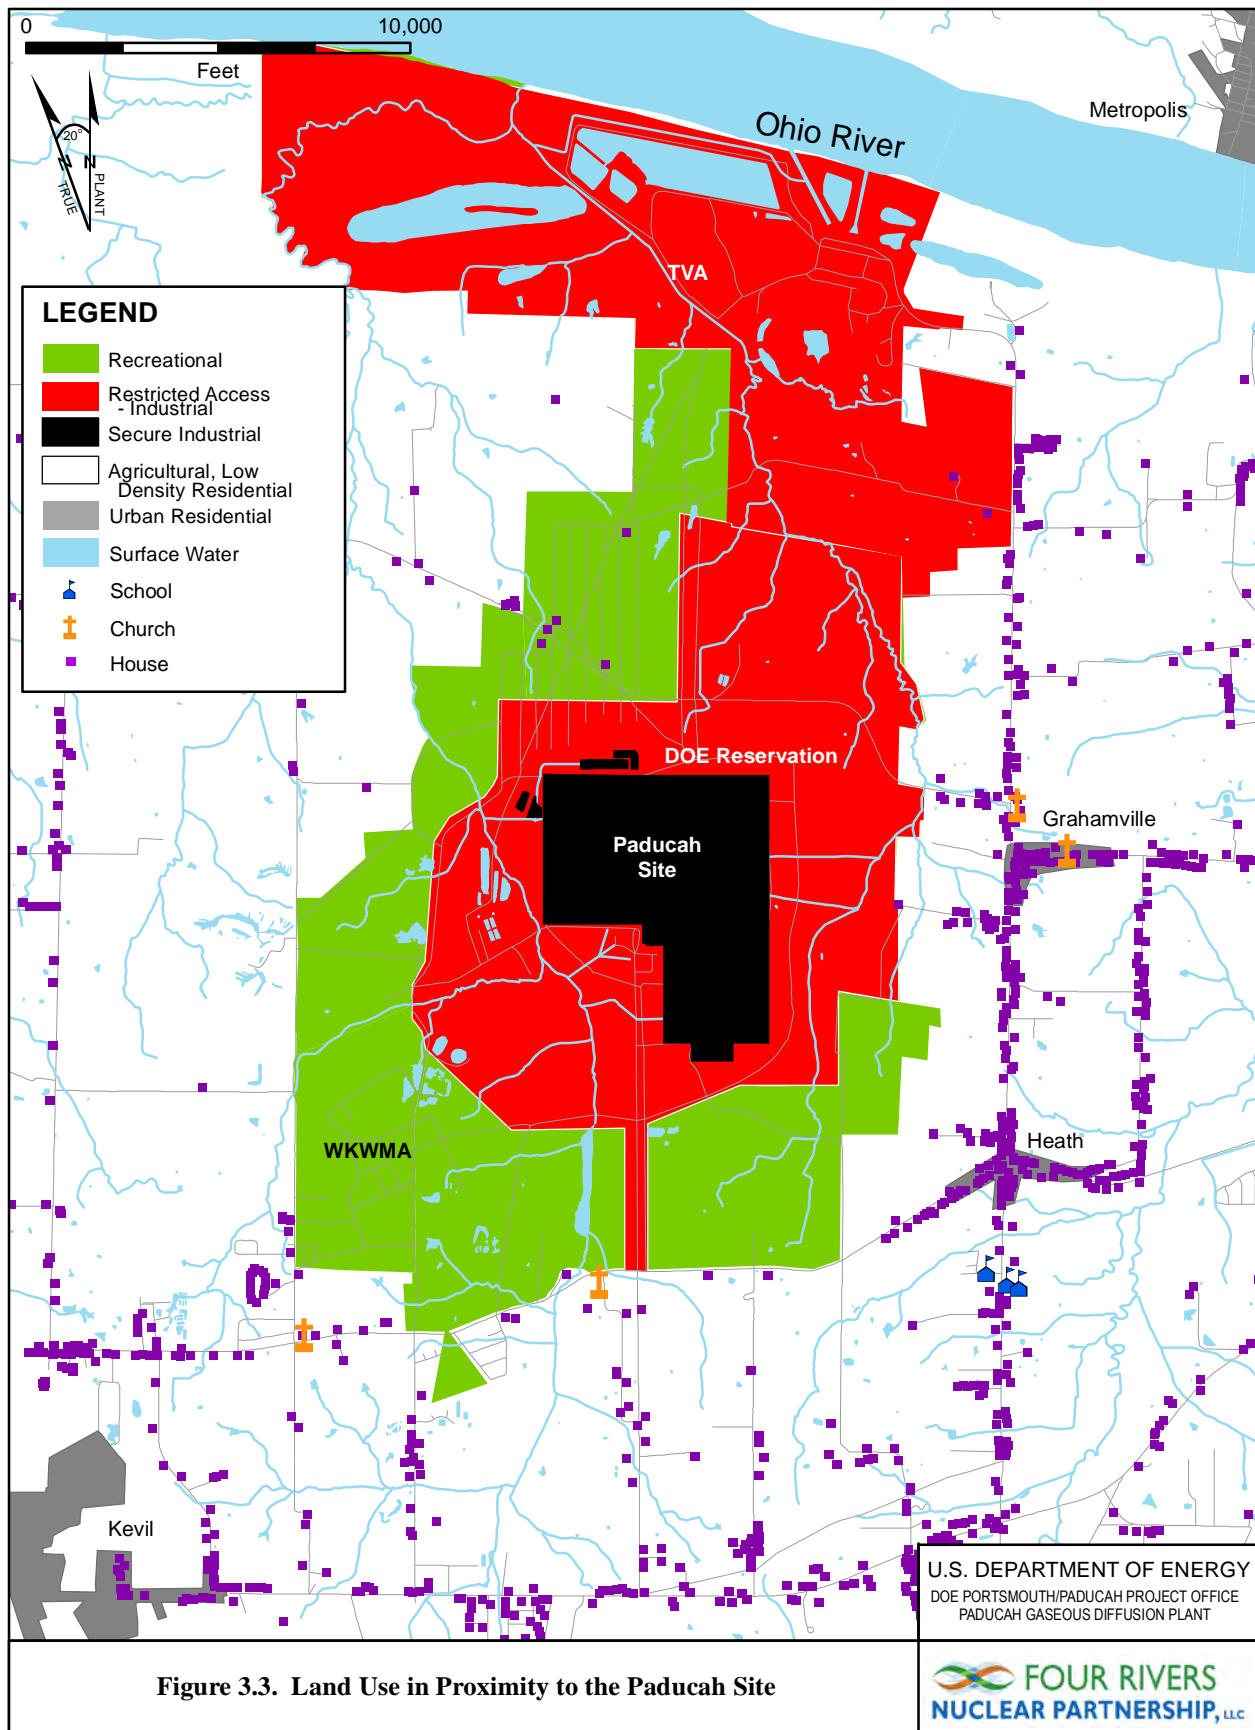 0 10,000
Feet
20°
N N
TRUE PLANT
Metropolis
Ohio River
TVA
LEGEND
Recreational
Restricted Access
- Industrial
Secure Industrial
Agricultural, Low
Density Residential
Urban Residential
Surface Water
School
Church
House
DOE Reservation
Paducah
Site
Grahamville
WKWMA
Heath
Kevil
U.S. DEPARTMENT OF ENERGY
DOE PORTSMOUTH/PADUCAH PROJECT OFFICE
PADUCAH GASEOUS DIFFUSION PLANT
Figure 3.3. Land Use in Proximity to the Paducah Site
FOUR RIVERS
NUCLEAR PARTNERSHIP, LLC